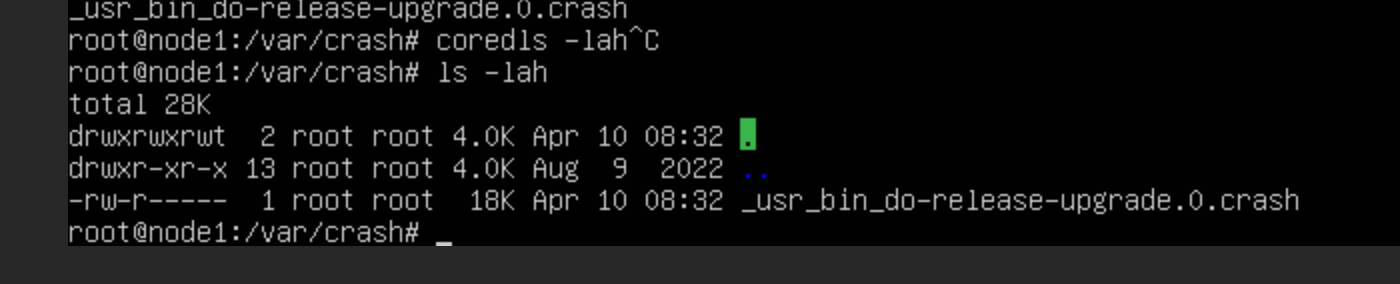 _usr_bin_do-release-upgrade.0.crash
root@node1:/var/crash# coredls -lah^C
root@node1:/var/crash# ls -lah
total 28K
drwxrwxrwt  2 root root 4.0K Apr 10 08:32 .
drwxr-xr-x 13 root root 4.0K Aug  9  2022 ..
-rw-r-----  1 root root  18K Apr 10 08:32 _usr_bin_do-release-upgrade.0.crash
root@node1:/var/crash# _